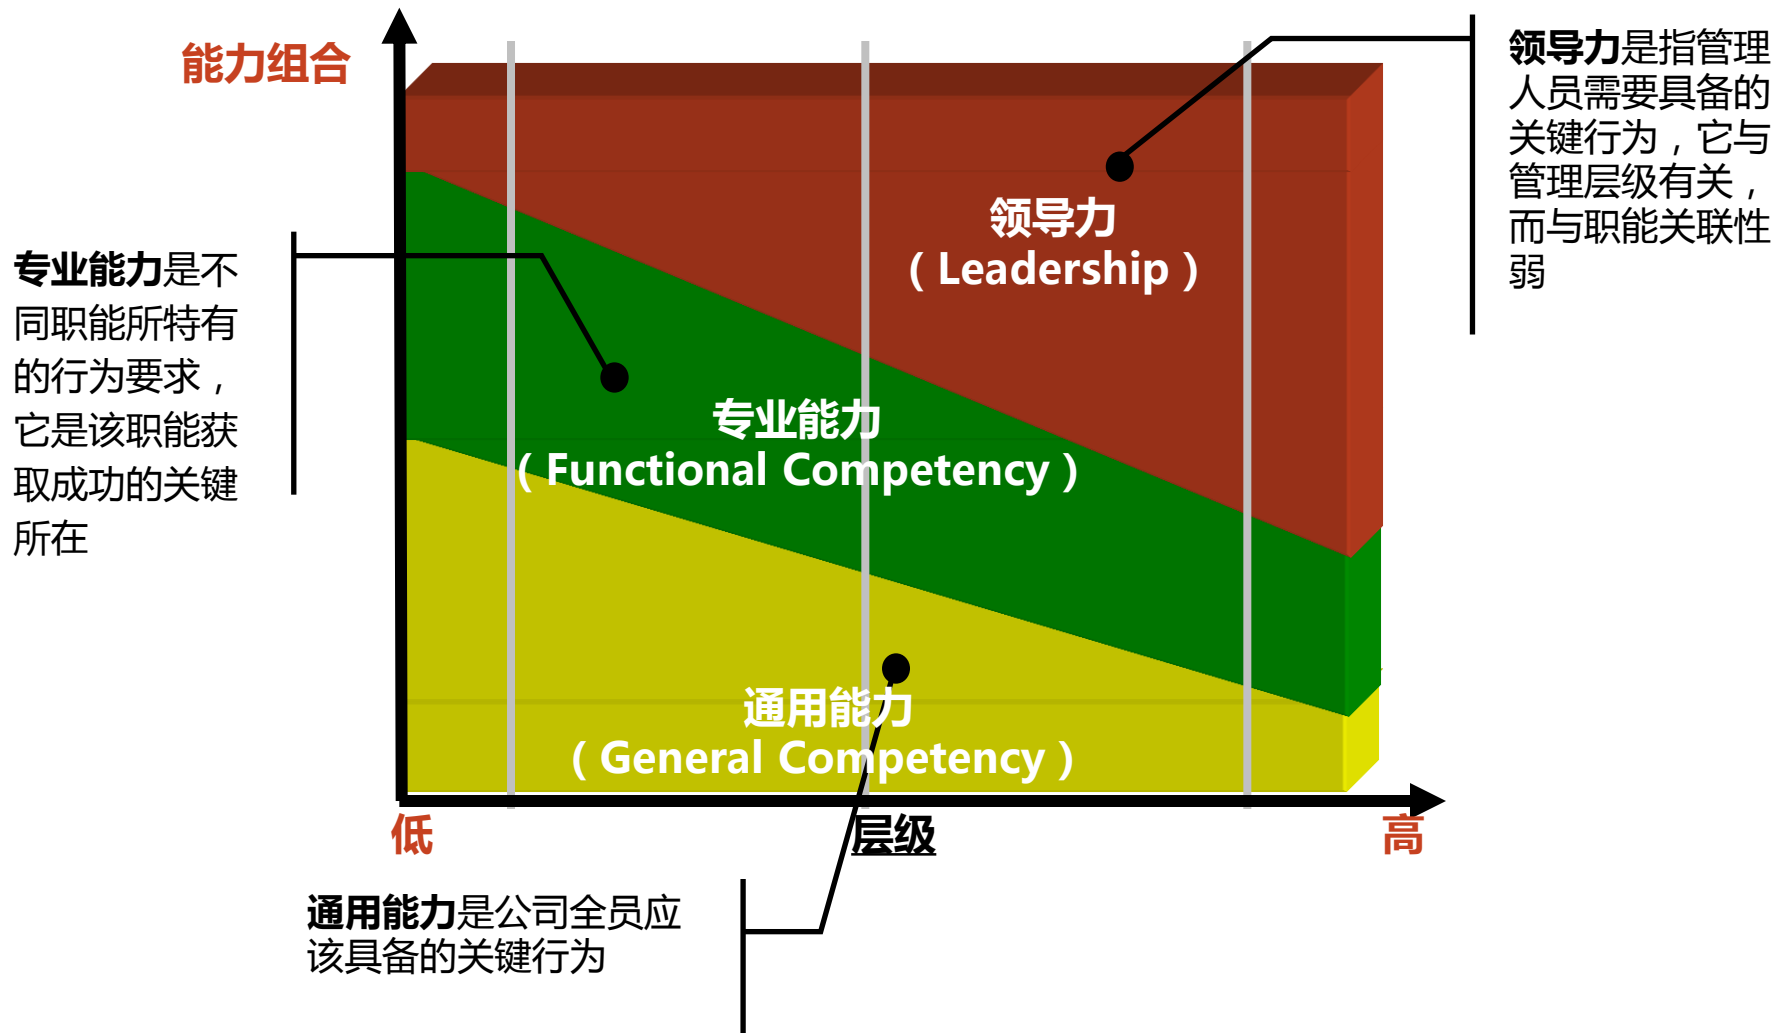 能力组合
领导力是指管理
人员需要具备的
关键行为，它与
管理层级有关，
而与职能关联性
弱
领导力
（Leadership）
专业能力是不
同职能所特有
的行为要求，
它是该职能获
取成功的关键
所在
专业能力
（Functional Competency）
通用能力
（General Competency）
低
层级
高
通用能力是公司全员应
该具备的关键行为